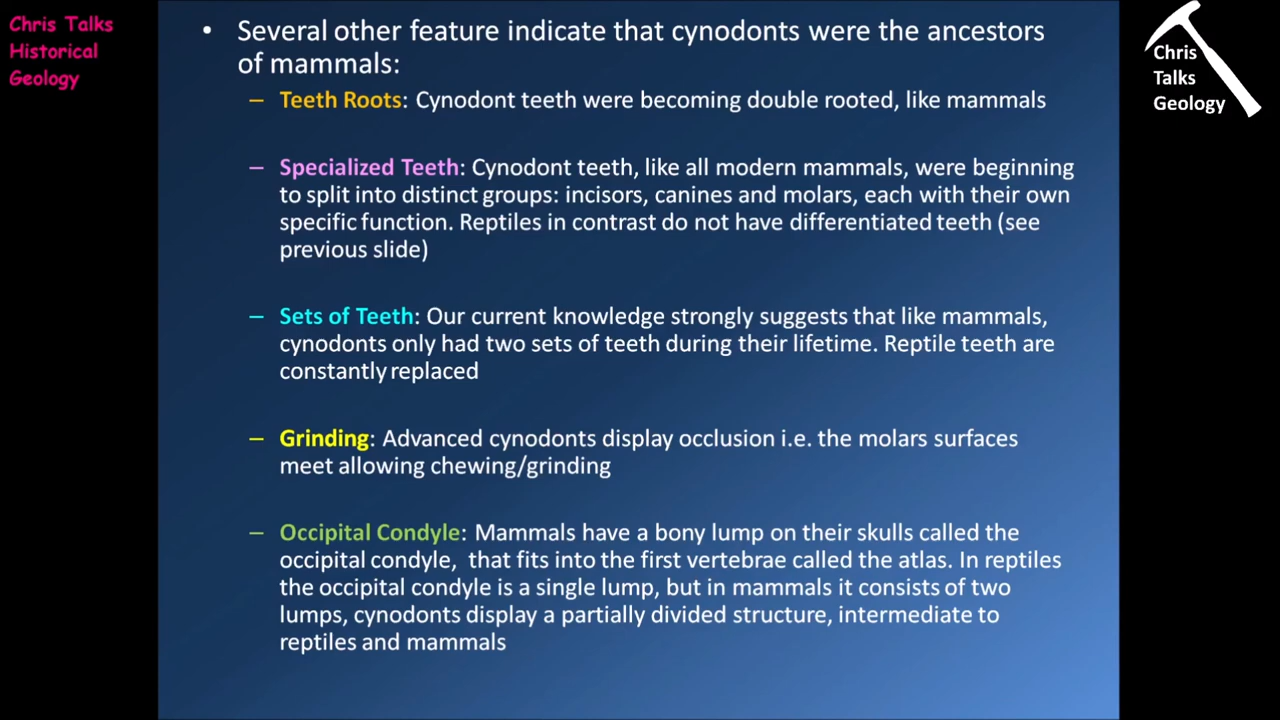 Chris Talks
Historical
Geology
Chris
Talks
Geology
• Several other feature indicate that cynodonts were the ancestors
of mammals:
– Teeth Roots: Cynodont teeth were becoming double rooted, like mammals
– Specialized Teeth: Cynodont teeth, like all modern mammals, were beginning
to split into distinct groups: incisors, canines and molars, each with their own
specific function. Reptiles in contrast do not have differentiated teeth (see
previous slide)
– Sets of Teeth: Our current knowledge strongly suggests that like mammals,
cynodonts only had two sets of teeth during their lifetime. Reptile teeth are
constantly replaced
– Grinding: Advanced cynodonts display occlusion i.e. the molars surfaces
meet allowing chewing/grinding
– Occipital Condyle: Mammals have a bony lump on their skulls called the
occipital condyle, that fits into the first vertebrae called the atlas. In reptiles
the occipital condyle is a single lump, but in mammals it consists of two
lumps, cynodonts display a partially divided structure, intermediate to
reptiles and mammals